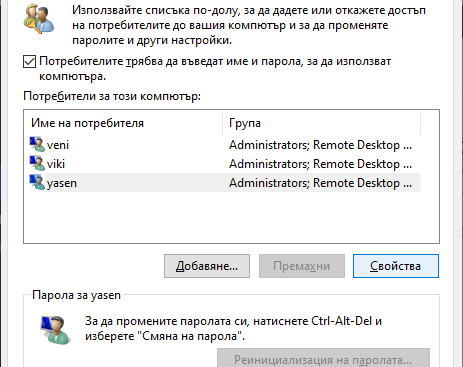 Използвайте списъка по-долу, за да дадете или откажете достъп
на потребителите до вашия компютър и за да променяте
паролите и други настройки.
Потребителите трябва да въведат име и парола, за да използват
компютъра.
Потребители за този компютър:
Име на потребителя Група
veni Administrators; Remote Desktop ...
viki Administrators; Remote Desktop ...
yasen Administrators; Remote Desktop ...
Добавяне... Премахни Свойства
Парола за yasen
За да промените паролата си, натиснете Ctrl-Alt-Del и
изберете "Смяна на парола".
Реинициализация на паролата...